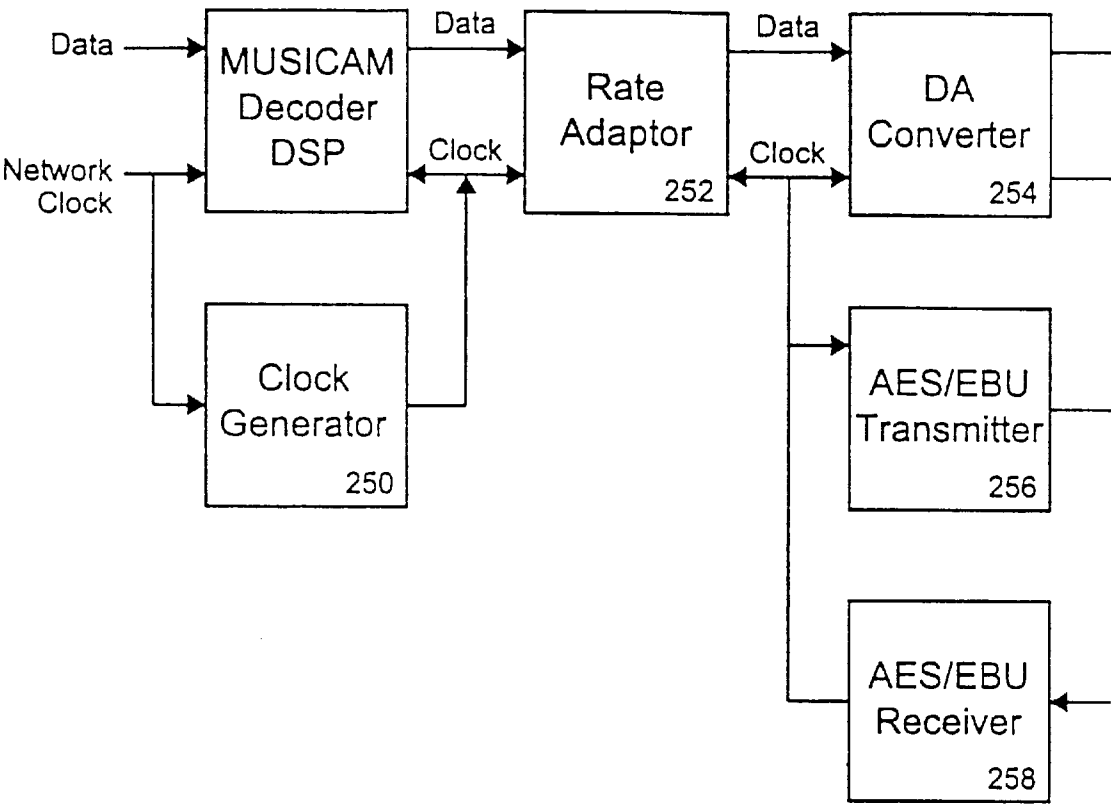 Data
MUSICAM
Decoder
DSP
Data
Rate
Adaptor
252
Data
DA
Converter
254
Network
Clock
Clock
Clock
Clock
Generator
250
AES/EBU
Transmitter
256
AES/EBU
Receiver
258